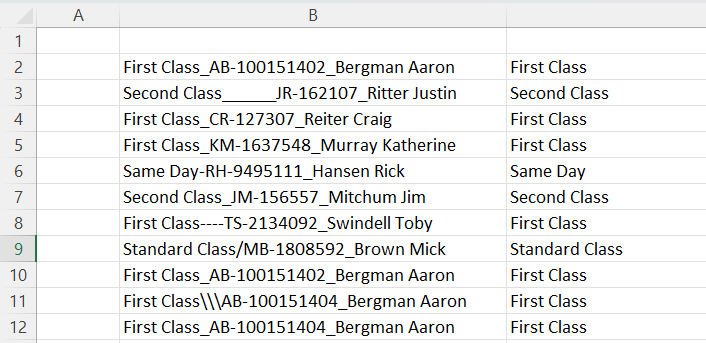 A B
1
2 First Class_AB-100151402_Bergman Aaron First Class
3 Second Class______JR-162107_Ritter Justin Second Class
4 First Class_CR-127307_Reiter Craig First Class
5 First Class_KM-1637548_Murray Katherine First Class
6 Same Day-RH-9495111_Hansen Rick Same Day
7 Second Class_JM-156557_Mitchum Jim Second Class
8 First Class----TS-2134092_Swindell Toby First Class
9 Standard Class/MB-1808592_Brown Mick Standard Class
10 First Class_AB-100151402_Bergman Aaron First Class
11 First Class\\\AB-100151404_Bergman Aaron First Class
12 First Class_AB-100151404_Bergman Aaron First Class